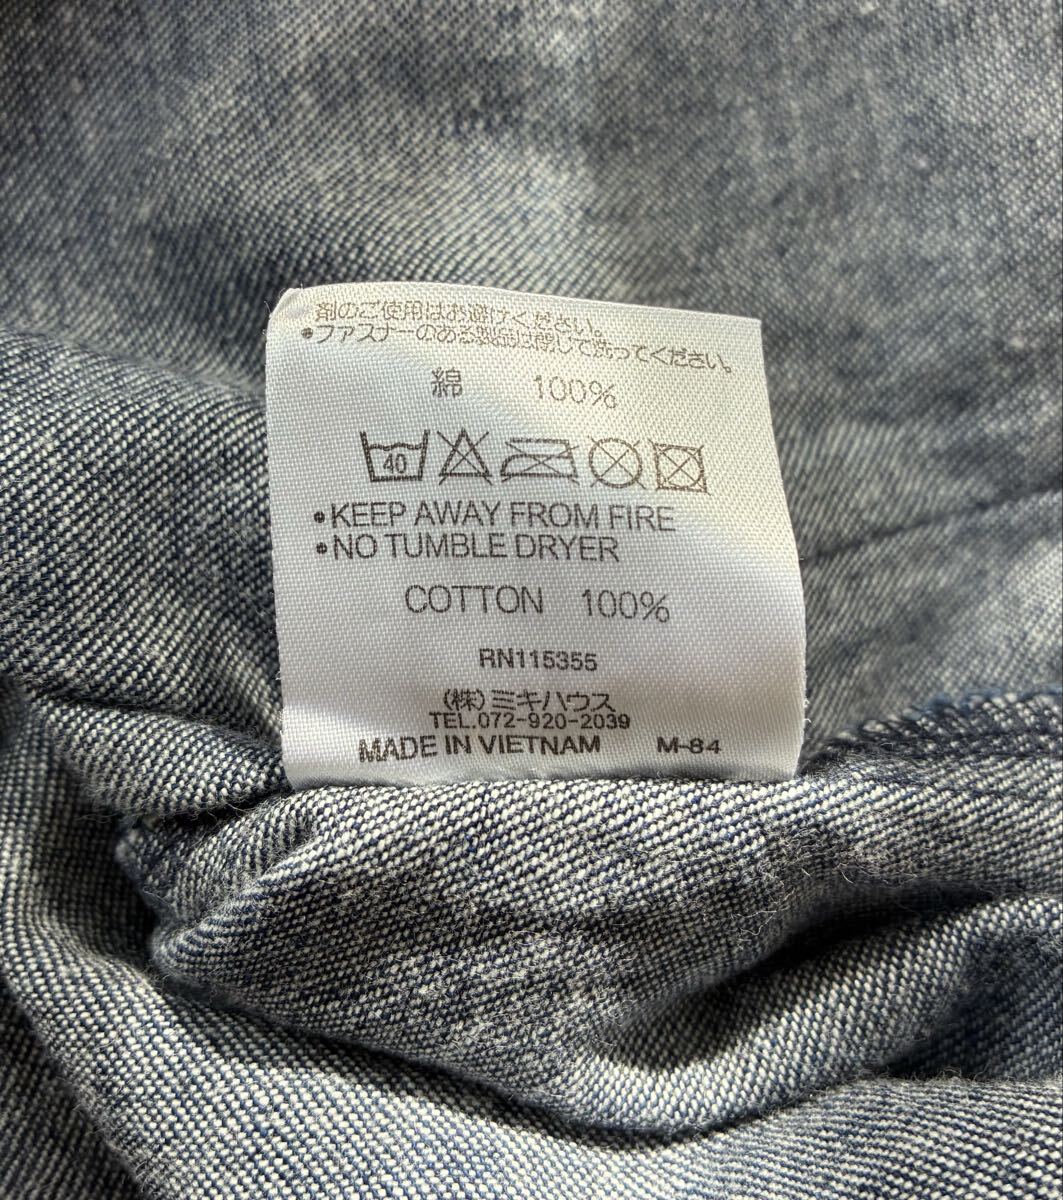 剤のご使用はお避けください。
•ファスナーのある製品は閉じて洗ってください。
綿 100%
40
•KEEP AWAY FROM FIRE
•NO TUMBLE DRYER
COTTON 100%
RN115355
(株)ミキハウス
TEL.072-920-2039
MADE IN VIETNAM M-84